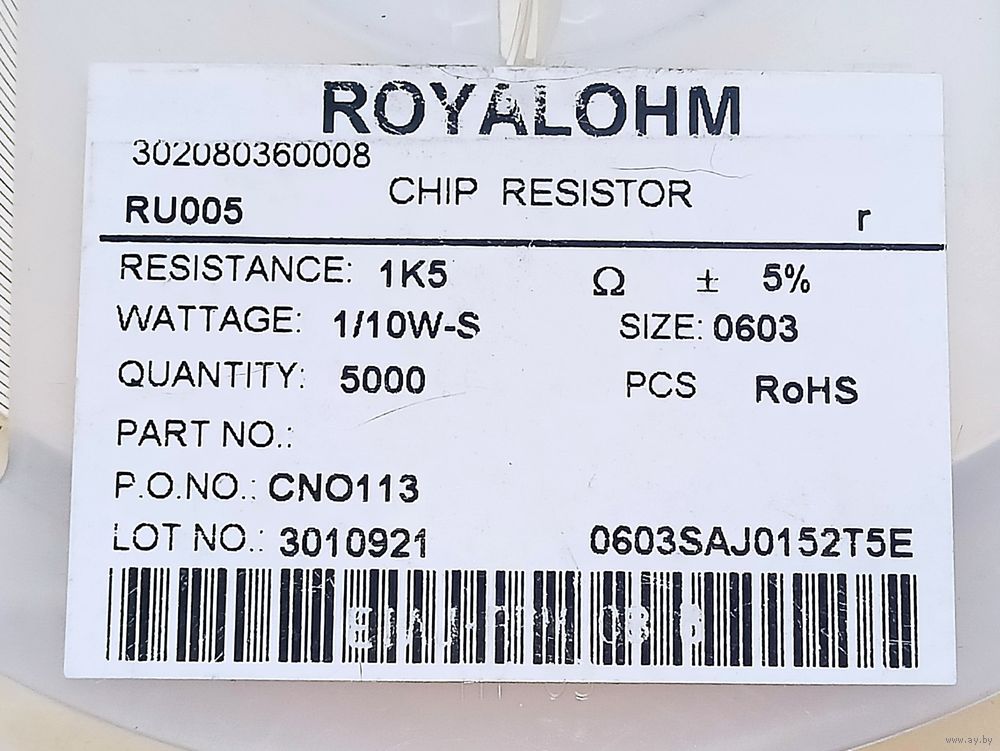 ROYALOHM
302080360008
CHIP RESISTOR
RU005 r
RESISTANCE: 1K5 Ω ± 5%
WATTAGE: 1/10W-S SIZE: 0603
QUANTITY: 5000 PCS RoHS
PART NO.:
P.O.NO.: CNO113
LOT NO.: 3010921 0603SAJ0152T5E
www.ay.by